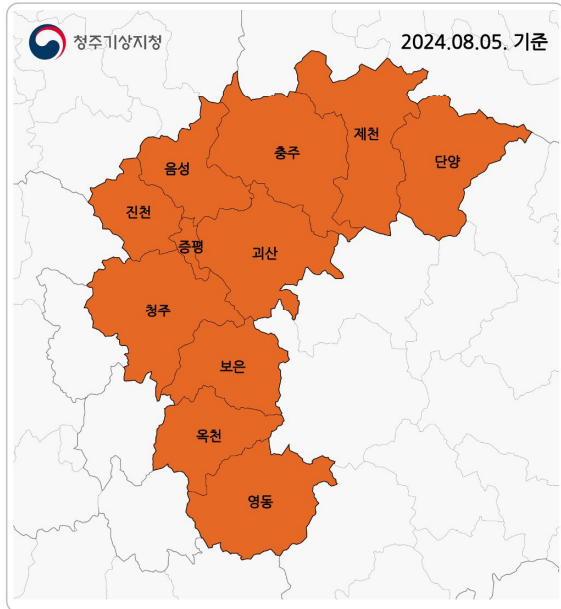 청주기상지청
2024.08.05. 기준
제천
충주
단양
음성
진천
증평
괴산
청주
보은
옥천
영동